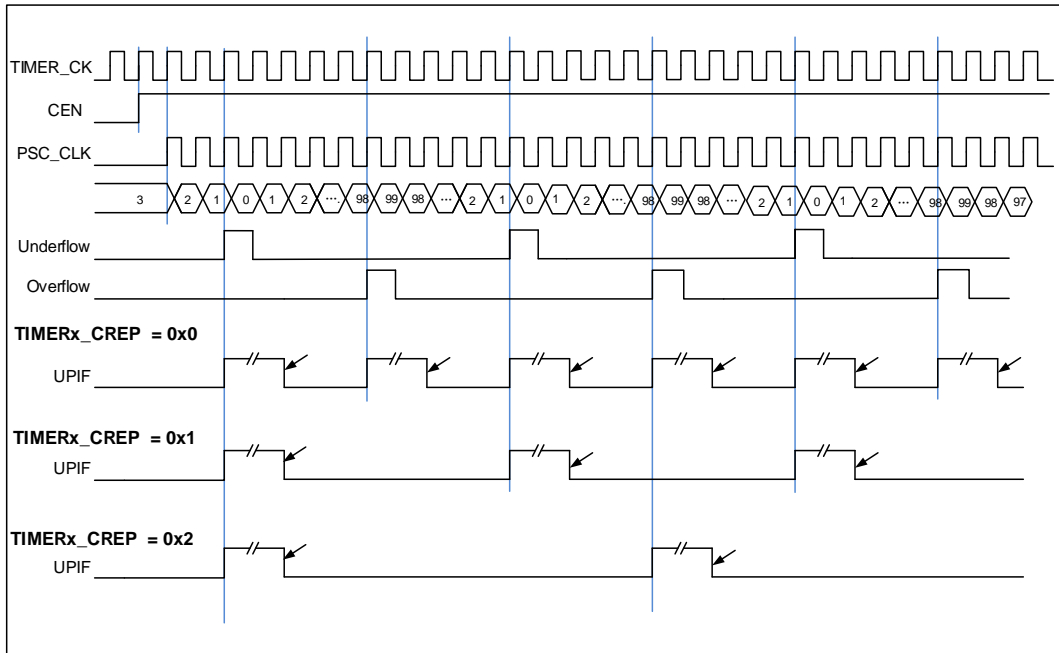 TIMER_CK
CEN
PSC_CLK
3 2 1 0 1 2 .... 98 99 98 ... 2 1 0 1 2 .... 98 99 98 ... 2 1 0 1 2 ... 98 99 98 97
Underflow
Overflow
TIMERx_CREP = 0x0
UPIF
TIMERx_CREP = 0x1
UPIF
TIMERx_CREP = 0x2
UPIF